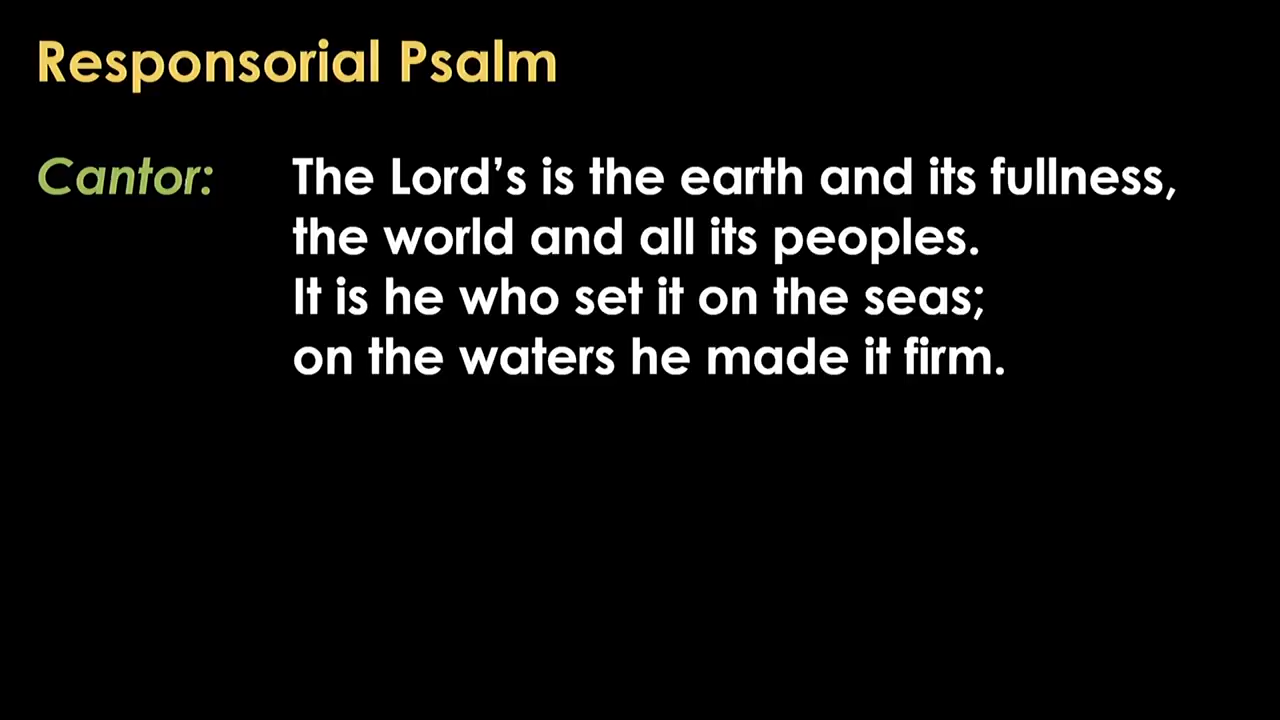 Responsorial Psalm
Cantor: The Lord’s is the earth and its fullness,
the world and all its peoples.
It is he who set it on the seas;
on the waters he made it firm.